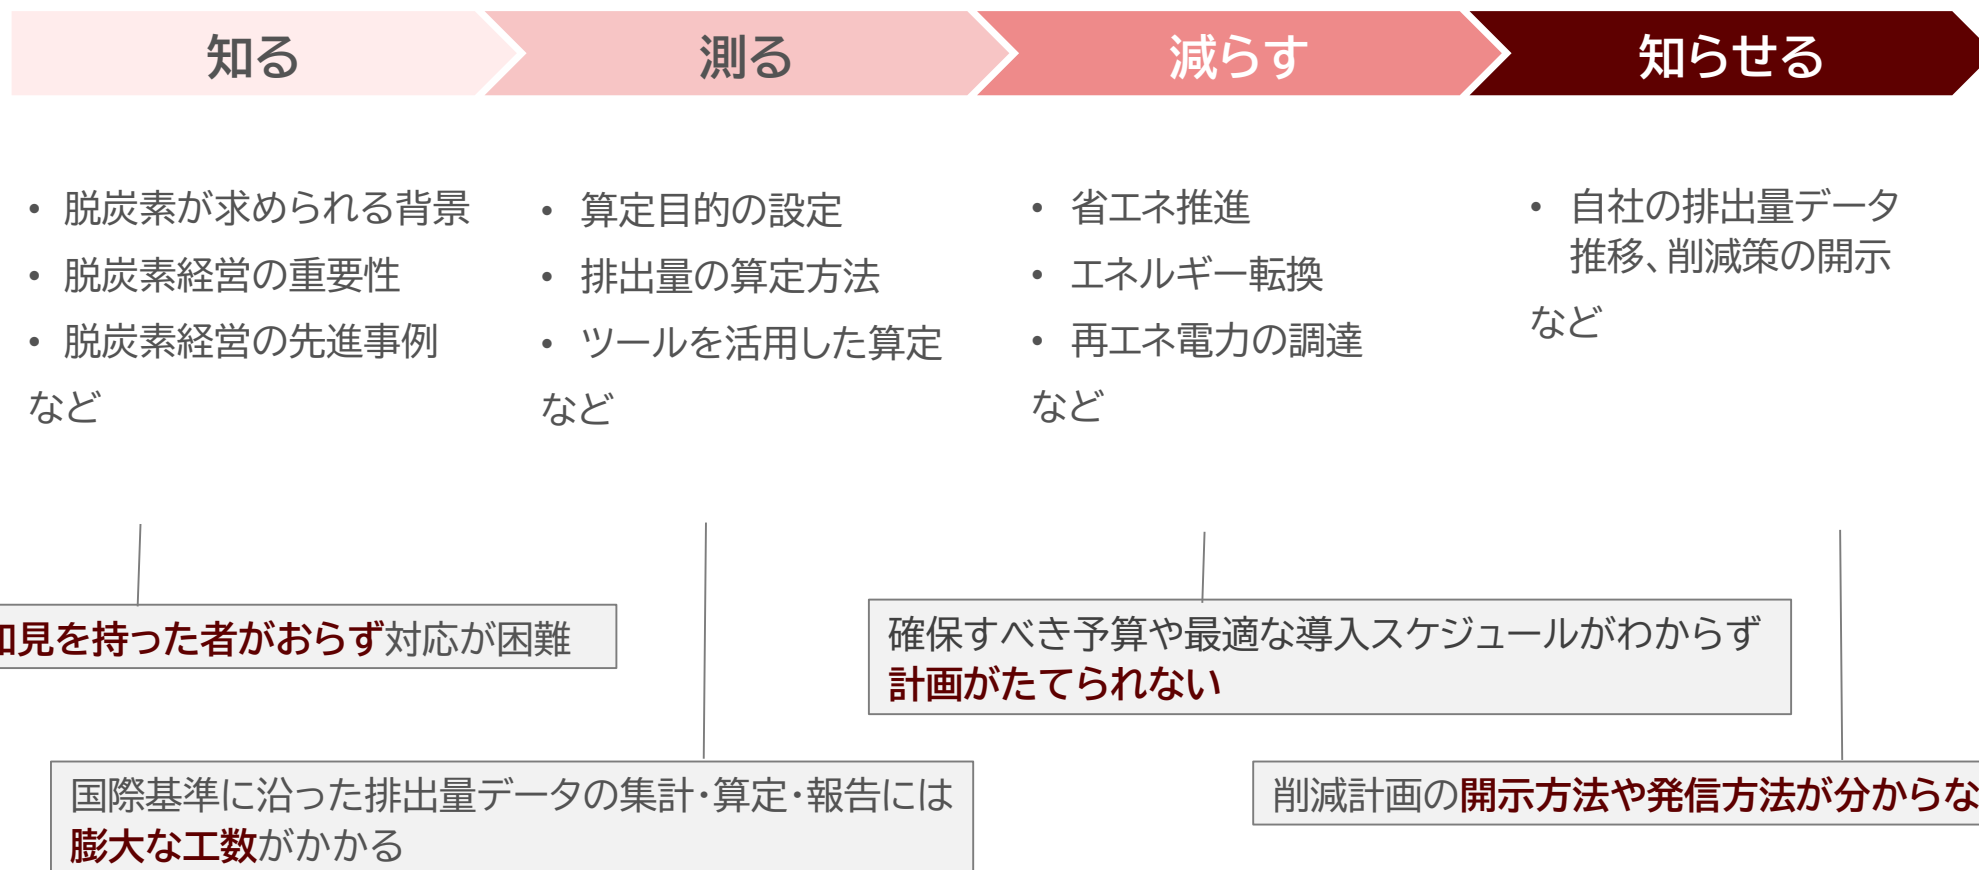 知る
測る
減らす
知らせる
• 脱炭素が求められる背景
• 脱炭素経営の重要性
• 脱炭素経営の先進事例
など
• 算定目的の設定
• 排出量の算定方法
• ツールを活用した算定
など
• 省エネ推進
• エネルギー転換
• 再エネ電力の調達
など
• 自社の排出量データ
推移、削減策の開示
など
見を持った者がおらず対応が困難
国際基準に沿った排出量データの集計・算定・報告には
膨大な工数がかかる
確保すべき予算や最適な導入スケジュールがわからず
計画がたてられない
削減計画の開示方法や発信方法が分からな